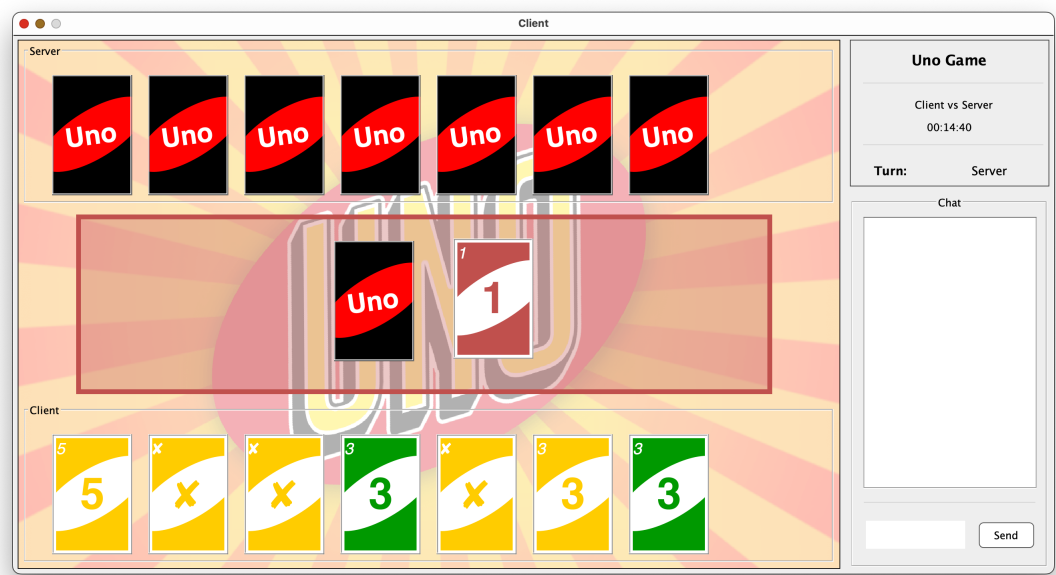 Client
Server
Uno Uno Uno Uno Uno Uno Uno
Uno Game
Client vs Server
00:14:40
Turn: Server
Chat
UNO
Uno
1
1
Client
5 ✘ ✘ 3 ✘ 3 3
5 ✘ ✘ 3 ✘ 3 3
Send